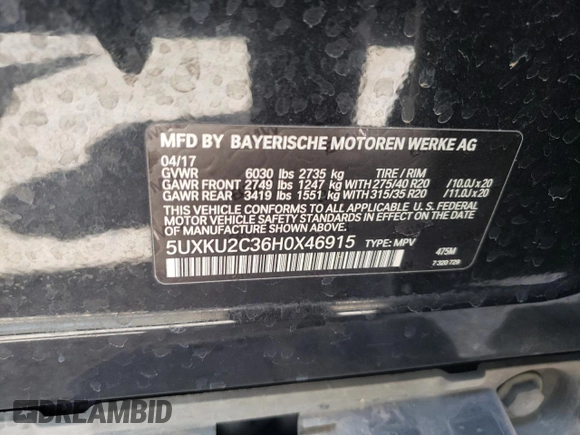 MFD BY BAYERISCHE MOTOREN WERKE AG
04/17
GVWR 6030 lbs 2735 kg TIRE / RIM
GAWR FRONT 2749 lbs 1247 kg WITH 275/40 R20 /10.0J x 20
GAWR REAR 3419 lbs 1551 kg WITH 315/35 R20 /11.0J x 20
THIS VEHICLE CONFORMS TO ALL APPLICABLE U.S. FEDERAL
MOTOR VEHICLE SAFETY STANDARDS IN EFFECT ON THE DATE
OF MANUFACTURE SHOWN ABOVE.
5UXKU2C36H0X46915 TYPE: MPV 475M
7 320 720
DREAMBID